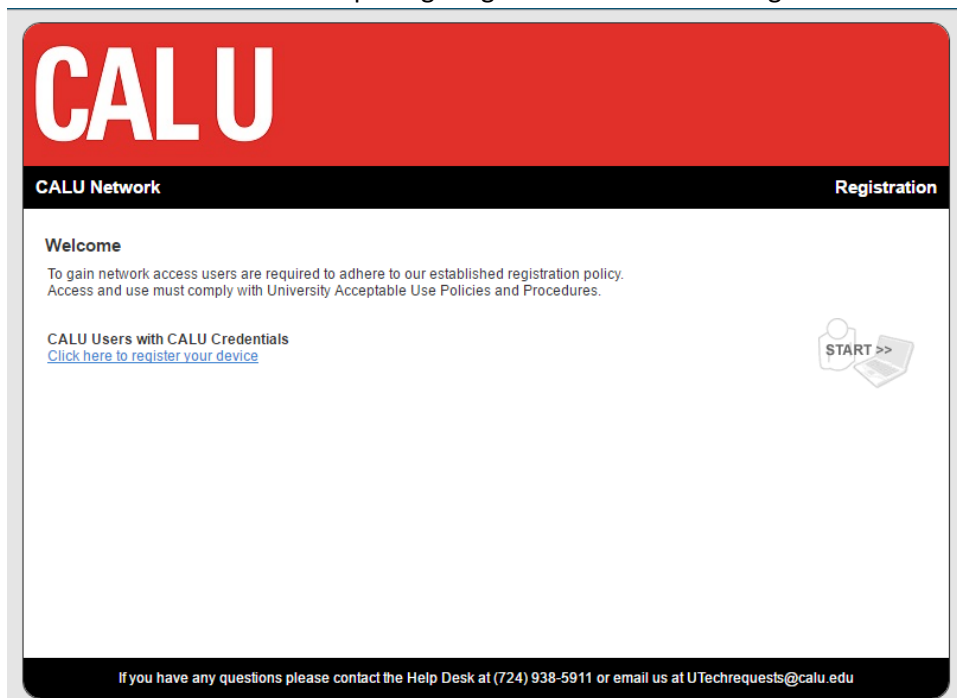 CALU
CALU Network
Registration
Welcome
To gain network access users are required to adhere to our established registration policy.
Access and use must comply with University Acceptable Use Policies and Procedures.
CALU Users with CALU Credentials
Click here to register your device
START >>
If you have any questions please contact the Help Desk at (724) 938-5911 or email us at UTechrequests@calu.edu